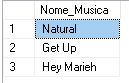 Nome_Musica
1 Natural
2 Get Up
3 Hey Marieh